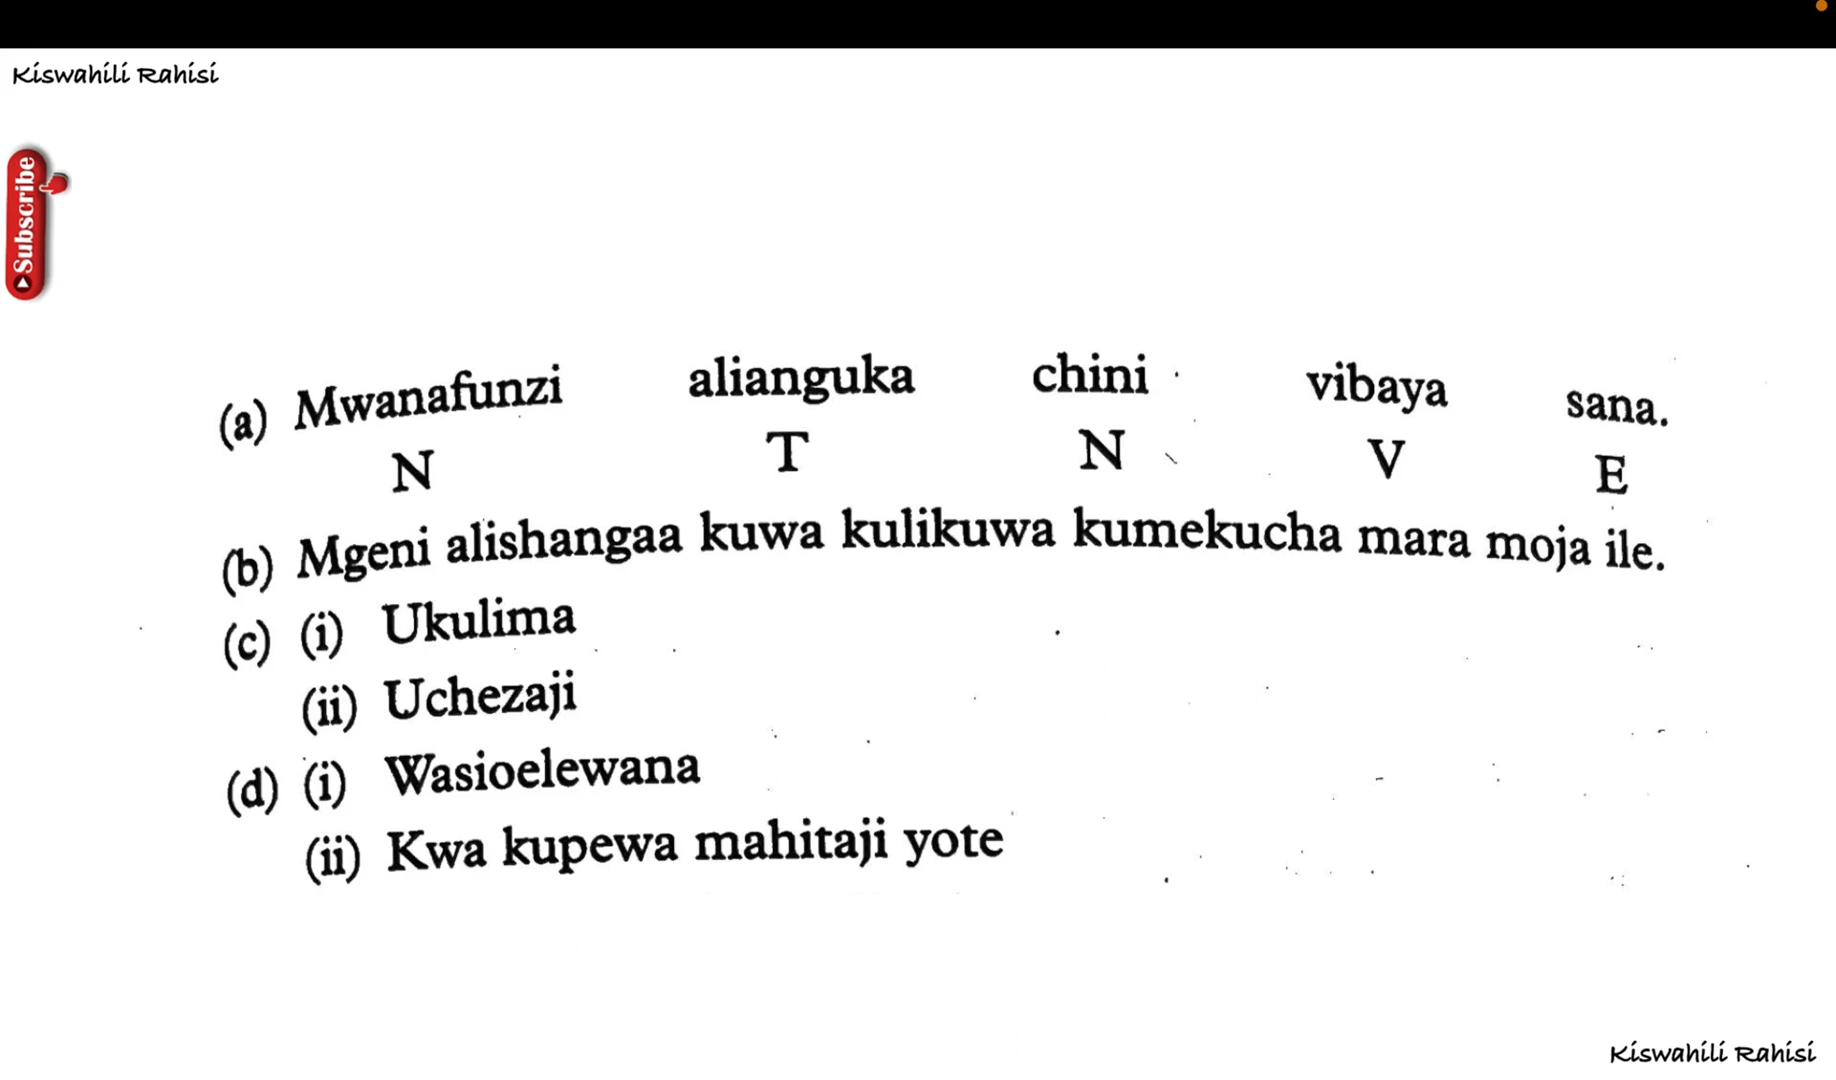 Kiswahili Rahisi
Subscribe
(a) Mwanafunzi alianguka chini vibaya sana.
N T N V E
(b) Mgeni alishangaa kuwa kulikuwa kumekucha mara moja ile.
(c) (i) Ukulima
(ii) Uchezaji
(d) (i) Wasioelewana
(ii) Kwa kupewa mahitaji yote
Kiswahili Rahisi